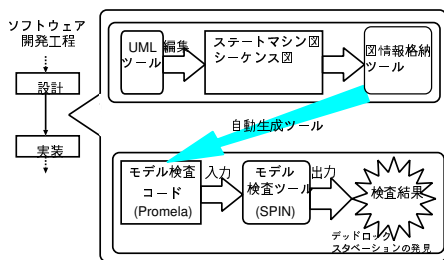 ソフトウェア
開発工程
設計
実装
UML
ツール
編集
ステートマシン図
シーケンス図
図情報格納
ツール
自動生成ツール
モデル検査
コード
(Promela)
入力
モデル
検査ツール
(SPIN)
出力
検査結果
デッドロック
スタベーションの発見